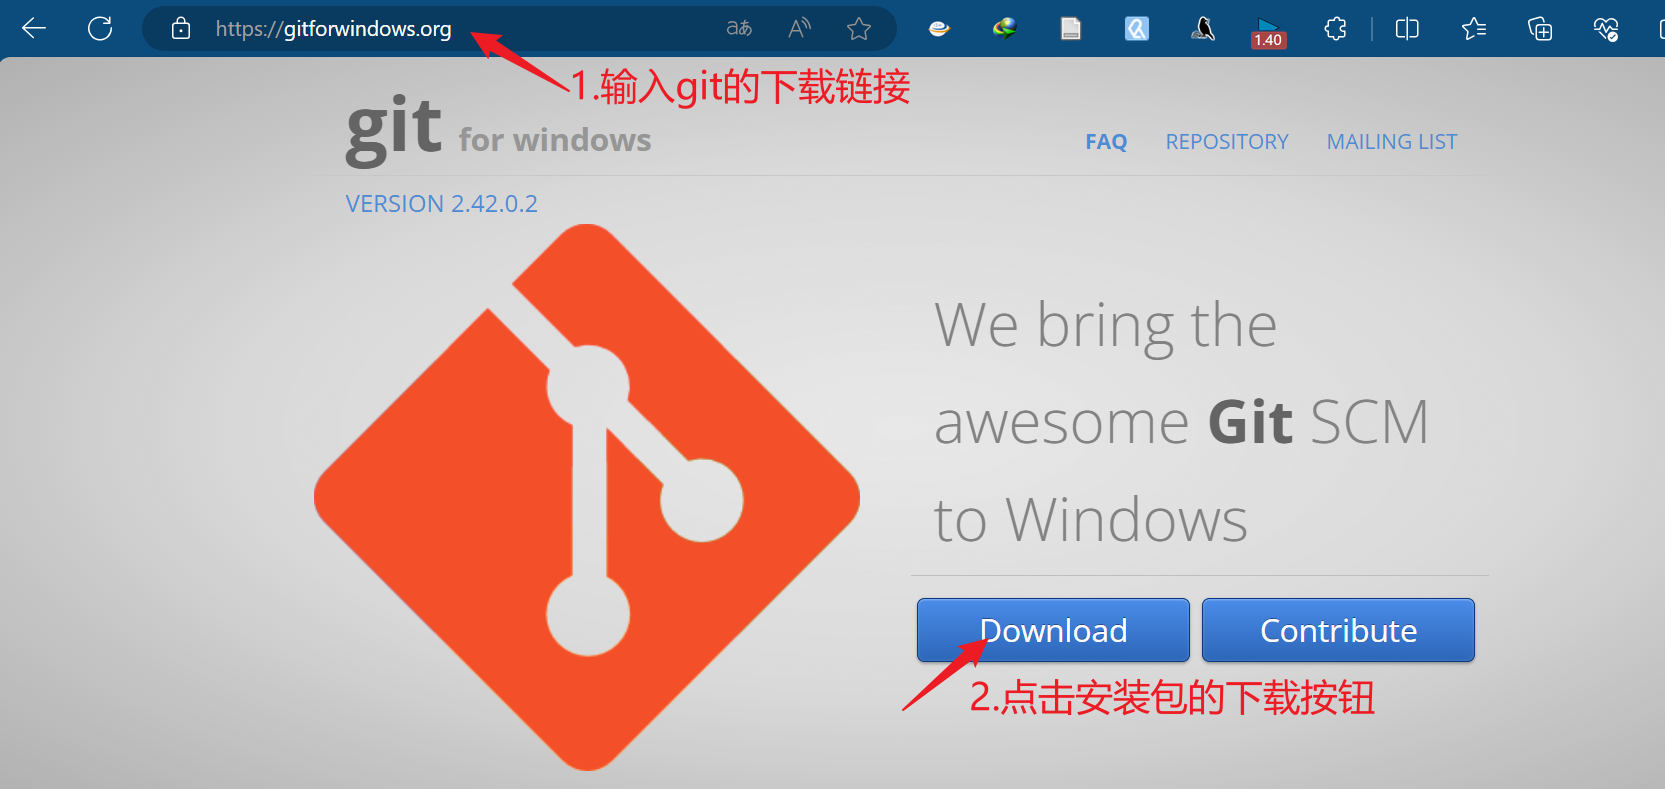 https://gitforwindows.org
aあ
A
1.40
1.输入git的下载链接
git for windows
FAQ REPOSITORY MAILING LIST
VERSION 2.42.0.2
We bring the
awesome Git SCM
to Windows
Download Contribute
2.点击安装包的下载按钮